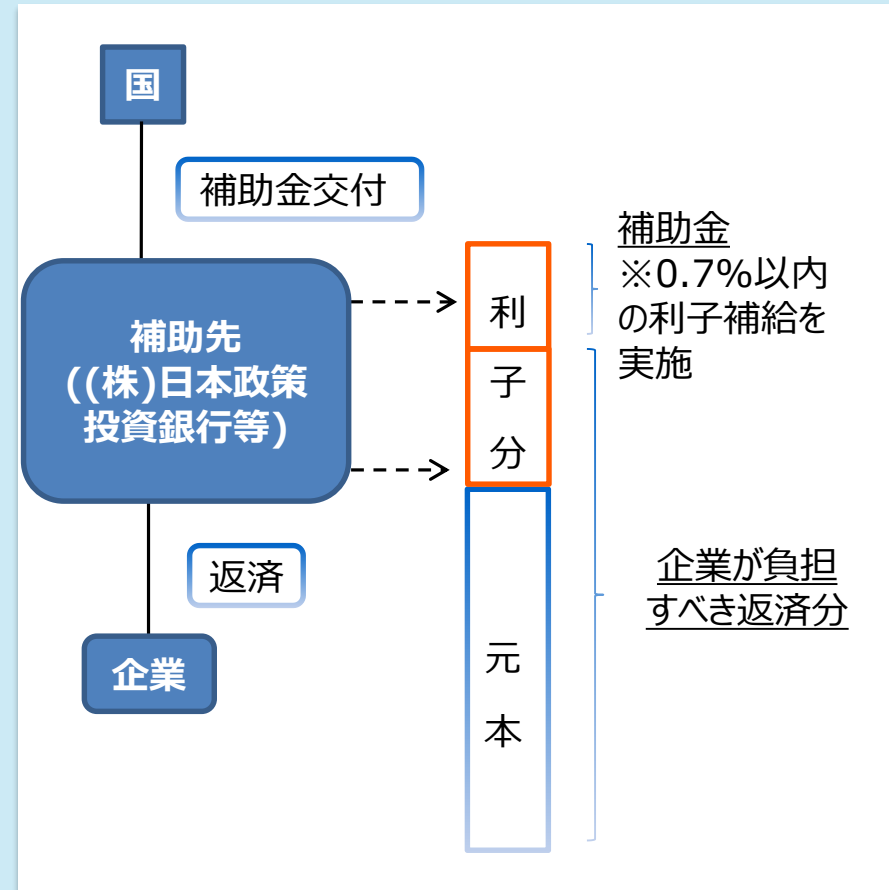 国
補助金交付
補助先
((株)日本政策
投資銀行等)
返済
企業
利
子
分
元
本
補助金
※0.7%以内
の利子補給を
実施
企業が負担
すべき返済分